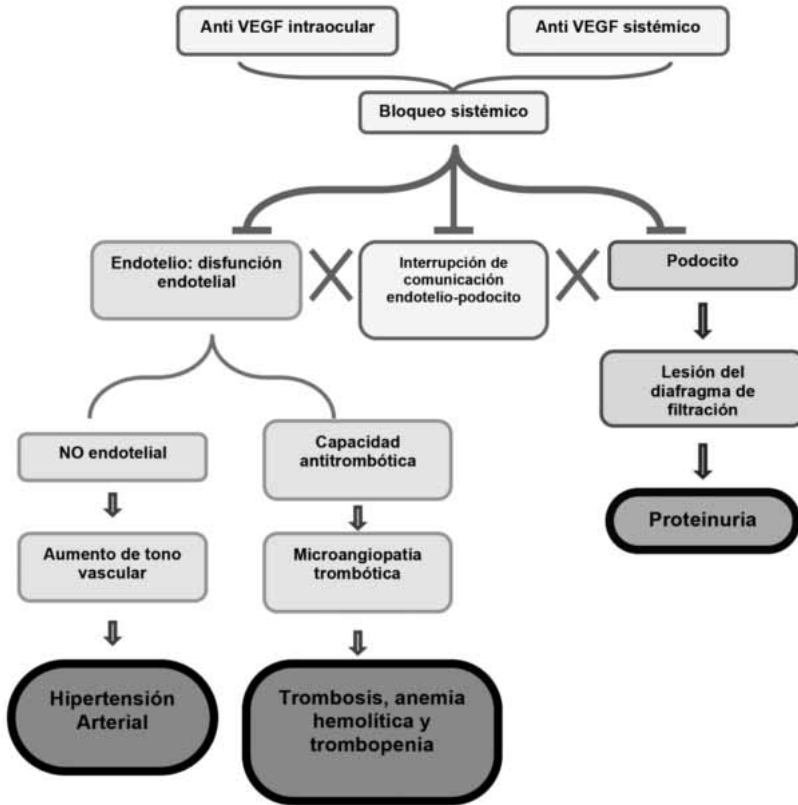 Anti VEGF intraocular
Anti VEGF sistémico
Bloqueo sistémico
Endotelio: disfunción
endotelial
Interrupción de
comunicación
endotelio-podocito
Podocito
Lesión del
diafragma de
filtración
NO endotelial
Capacidad
antitrombótica
Proteinuria
Aumento de tono
vascular
Microangiopatía
trombótica
Hipertensión
Arterial
Trombosis, anemia
hemolítica y
trombopenia